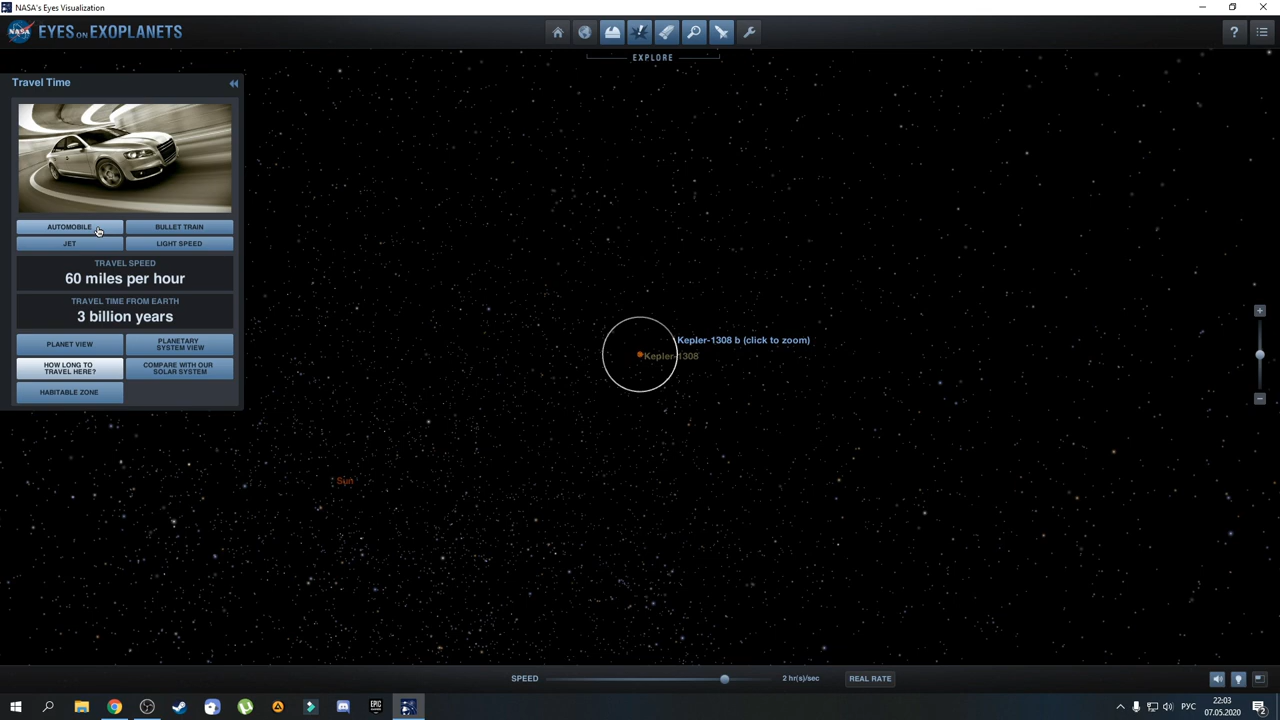 NASA's Eyes Visualization
NASA EYES ON EXOPLANETS
EXPLORE
?
Travel Time
AUTOMOBILE BULLET TRAIN
JET LIGHT SPEED
TRAVEL SPEED
60 miles per hour
TRAVEL TIME FROM EARTH
3 billion years
PLANET VIEW
PLANETARY
SYSTEM VIEW
HOW LONG TO
TRAVEL HERE?
COMPARE WITH OUR
SOLAR SYSTEM
HABITABLE ZONE
Kepler-1308 b (click to zoom)
Kepler-1308
Sun
SPEED 2 hr(s)/sec REAL RATE
EPIC
GAMES
РУС
22:03
07.05.2020
2